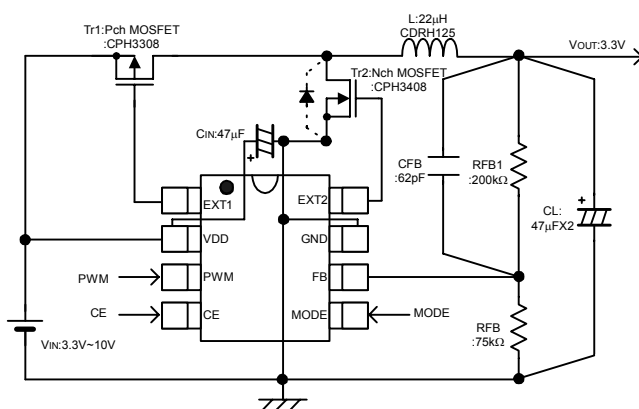 Tr1:Pch MOSFET
:CPH3308
L:22μH
CDRH125
VOUT:3.3V
Tr2:Nch MOSFET
:CPH3408
CIN:47μF
+
CFB
:62pF
RFB1
:200kΩ
+
CL:
47μFX2
EXT1
EXT2
VDD
GND
PWM
PWM
FB
CE
CE
MODE
MODE
VIN:3.3V~10V
RFB
:75kΩ